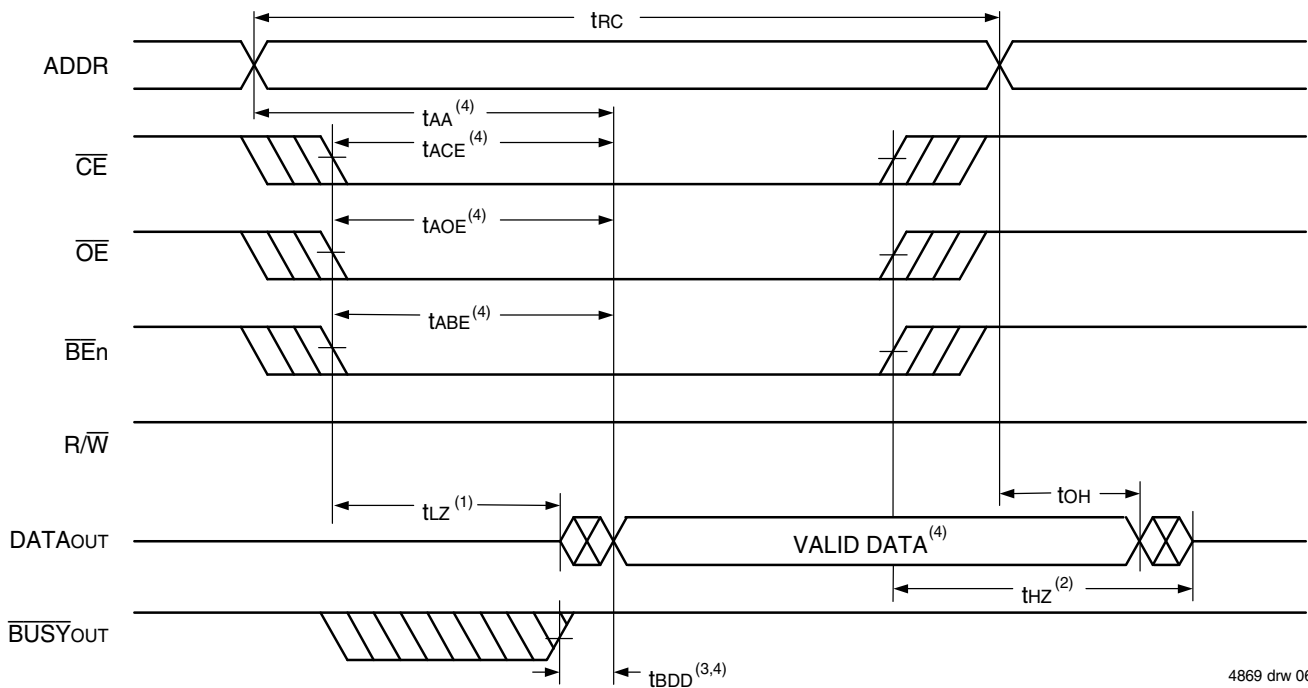 tRC
ADDR
tAA(4)
CE tACE(4)
OE tAOE(4)
BEn tABE(4)
R/W
tLZ(1) tOH
DATAOUT VALID DATA(4)
tHZ(2)
BUSYOUT
tBDD(3,4)
4869 drw 06